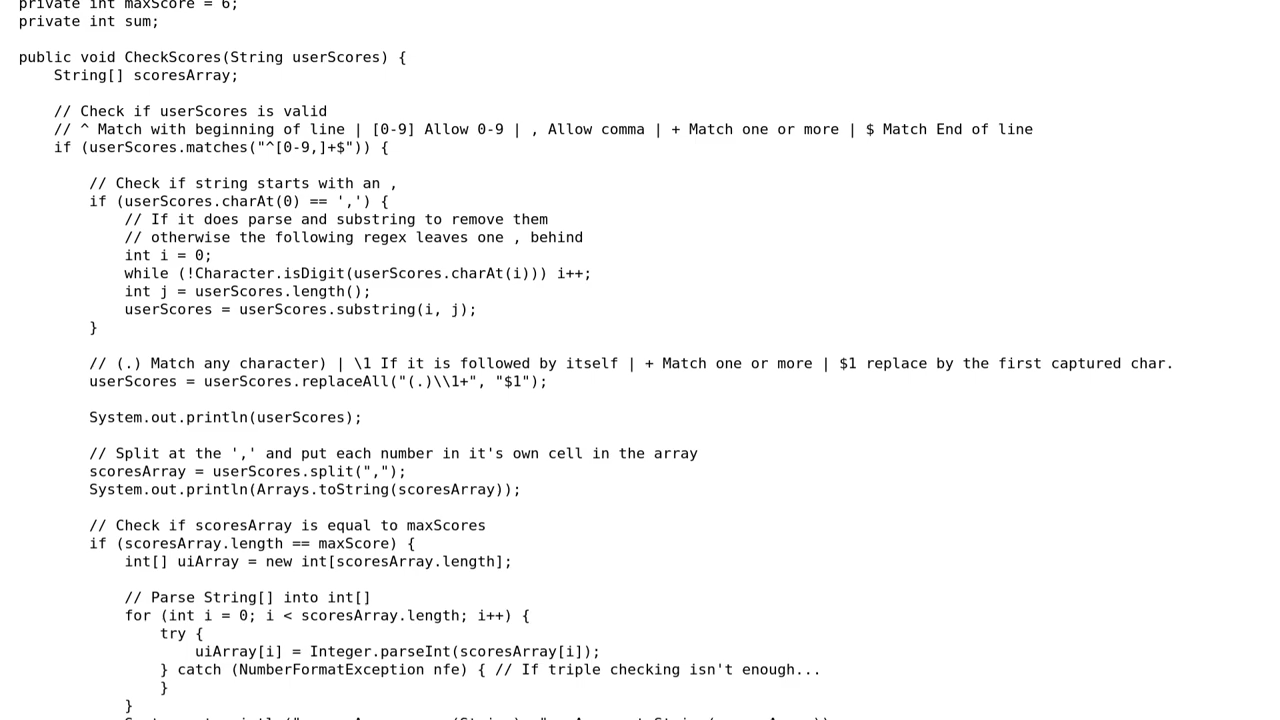 private int maxScore = 6;
private int sum;

public void CheckScores(String userScores) {
    String[] scoresArray;

    // Check if userScores is valid
    // ^ Match with beginning of line | [0-9] Allow 0-9 | , Allow comma | + Match one or more | $ Match End of line
    if (userScores.matches("^[0-9,]+$")) {

        // Check if string starts with an ,
        if (userScores.charAt(0) == ',') {
            // If it does parse and substring to remove them
            // otherwise the following regex leaves one , behind
            int i = 0;
            while (!Character.isDigit(userScores.charAt(i))) i++;
            int j = userScores.length();
            userScores = userScores.substring(i, j);
        }

        // (.) Match any character) | \1 If it is followed by itself | + Match one or more | $1 replace by the first captured char.
        userScores = userScores.replaceAll("(.)\\1+", "$1");

        System.out.println(userScores);

        // Split at the ',' and put each number in it's own cell in the array
        scoresArray = userScores.split(",");
        System.out.println(Arrays.toString(scoresArray));

        // Check if scoresArray is equal to maxScores
        if (scoresArray.length == maxScore) {
            int[] uiArray = new int[scoresArray.length];

            // Parse String[] into int[]
            for (int i = 0; i < scoresArray.length; i++) {
                try {
                    uiArray[i] = Integer.parseInt(scoresArray[i]);
                } catch (NumberFormatException nfe) { // If triple checking isn't enough...
                }
            }